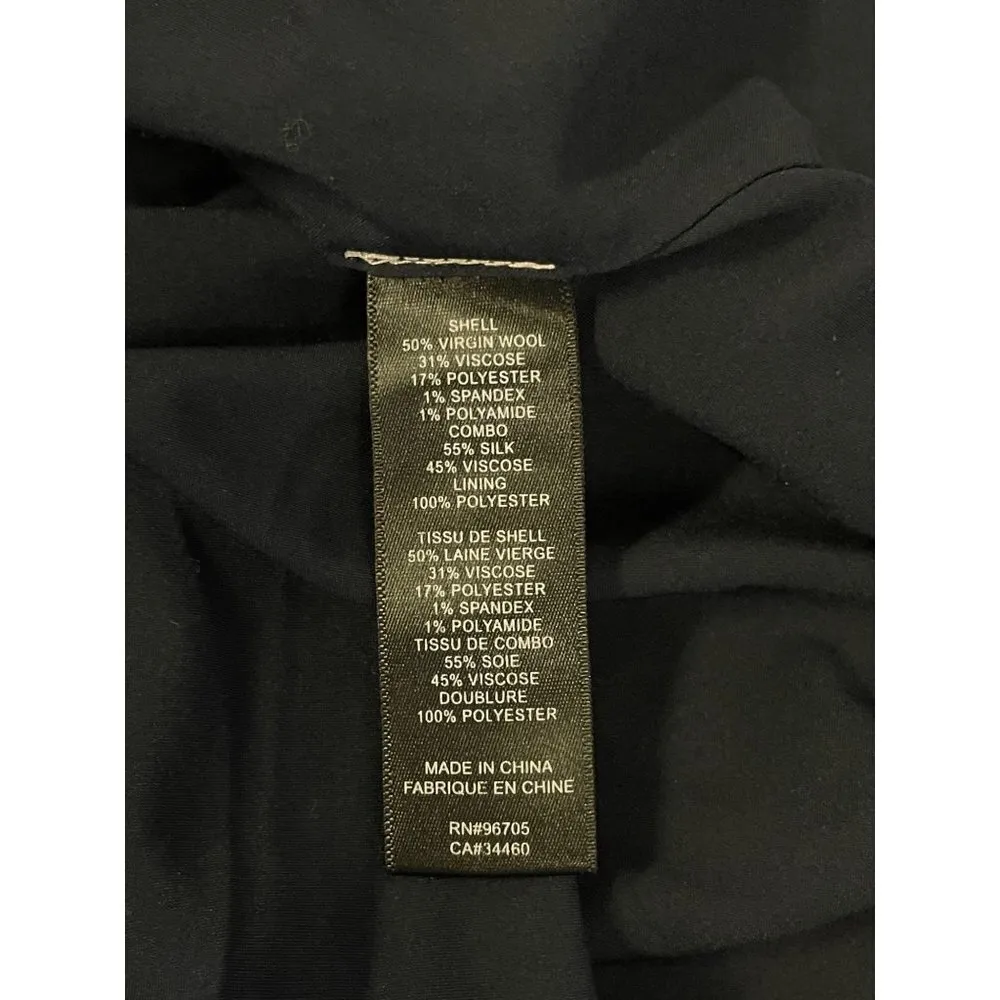 SHELL
50% VIRGIN WOOL
31% VISCOSE
17% POLYESTER
1% SPANDEX
1% POLYAMIDE
COMBO
55% SILK
45% VISCOSE
LINING
100% POLYESTER
TISSU DE SHELL
50% LAINE VIERGE
31% VISCOSE
17% POLYESTER
1% SPANDEX
1% POLYAMIDE
TISSU DE COMBO
55% SOIE
45% VISCOSE
DOUBLURE
100% POLYESTER
MADE IN CHINA
FABRIQUE EN CHINE
RN#96705
CA#34460